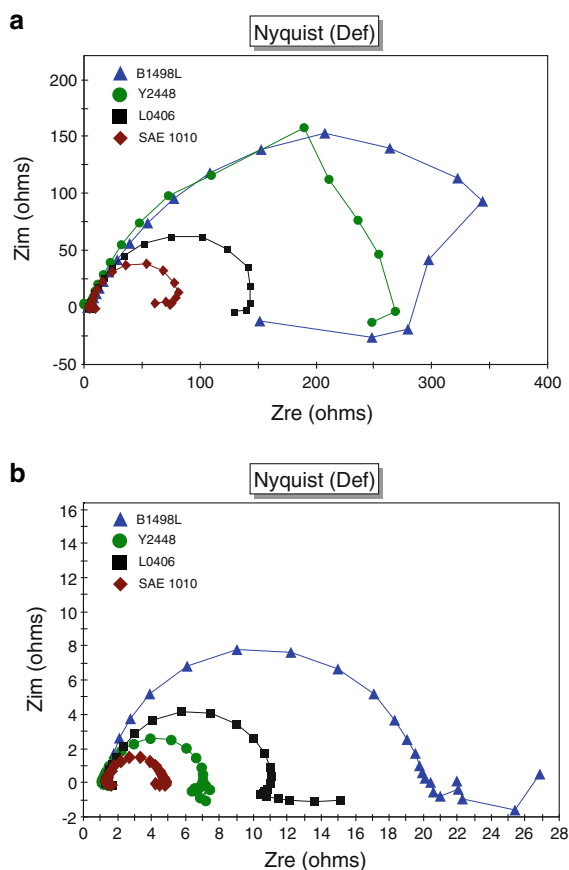 a
Nyquist (Def)
B1498L
Y2448
L0406
SAE 1010
Zim (ohms)
200
150
100
50
0
-50
0
100
200
300
400
Zre (ohms)
b
Nyquist (Def)
B1498L
Y2448
L0406
SAE 1010
Zim (ohms)
16
14
12
10
8
6
4
2
0
-2
0 2 4 6 8 10 12 14 16 18 20 22 24 26 28
Zre (ohms)